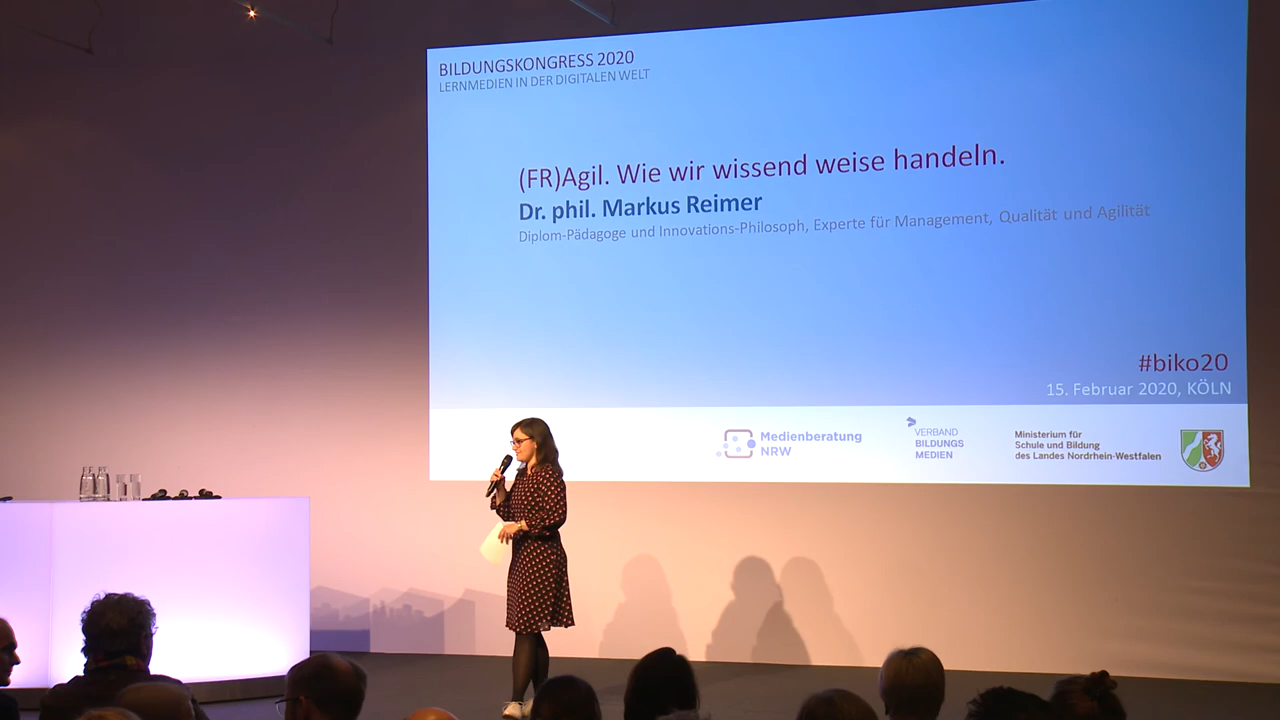 BILDUNGSKONGRESS 2020
LERNMEDIEN IN DER DIGITALEN WELT
(FR)Agil. Wie wir wissend weise handeln.
Dr. phil. Markus Reimer
Diplom-Pädagoge und Innovations-Philosoph, Experte für Management, Qualität und Agilität
#biko20
15. Februar 2020, KÖLN
Medienberatung
NRW
VERBAND
BILDUNGS
MEDIEN
Ministerium für
Schule und Bildung
des Landes Nordrhein-Westfalen